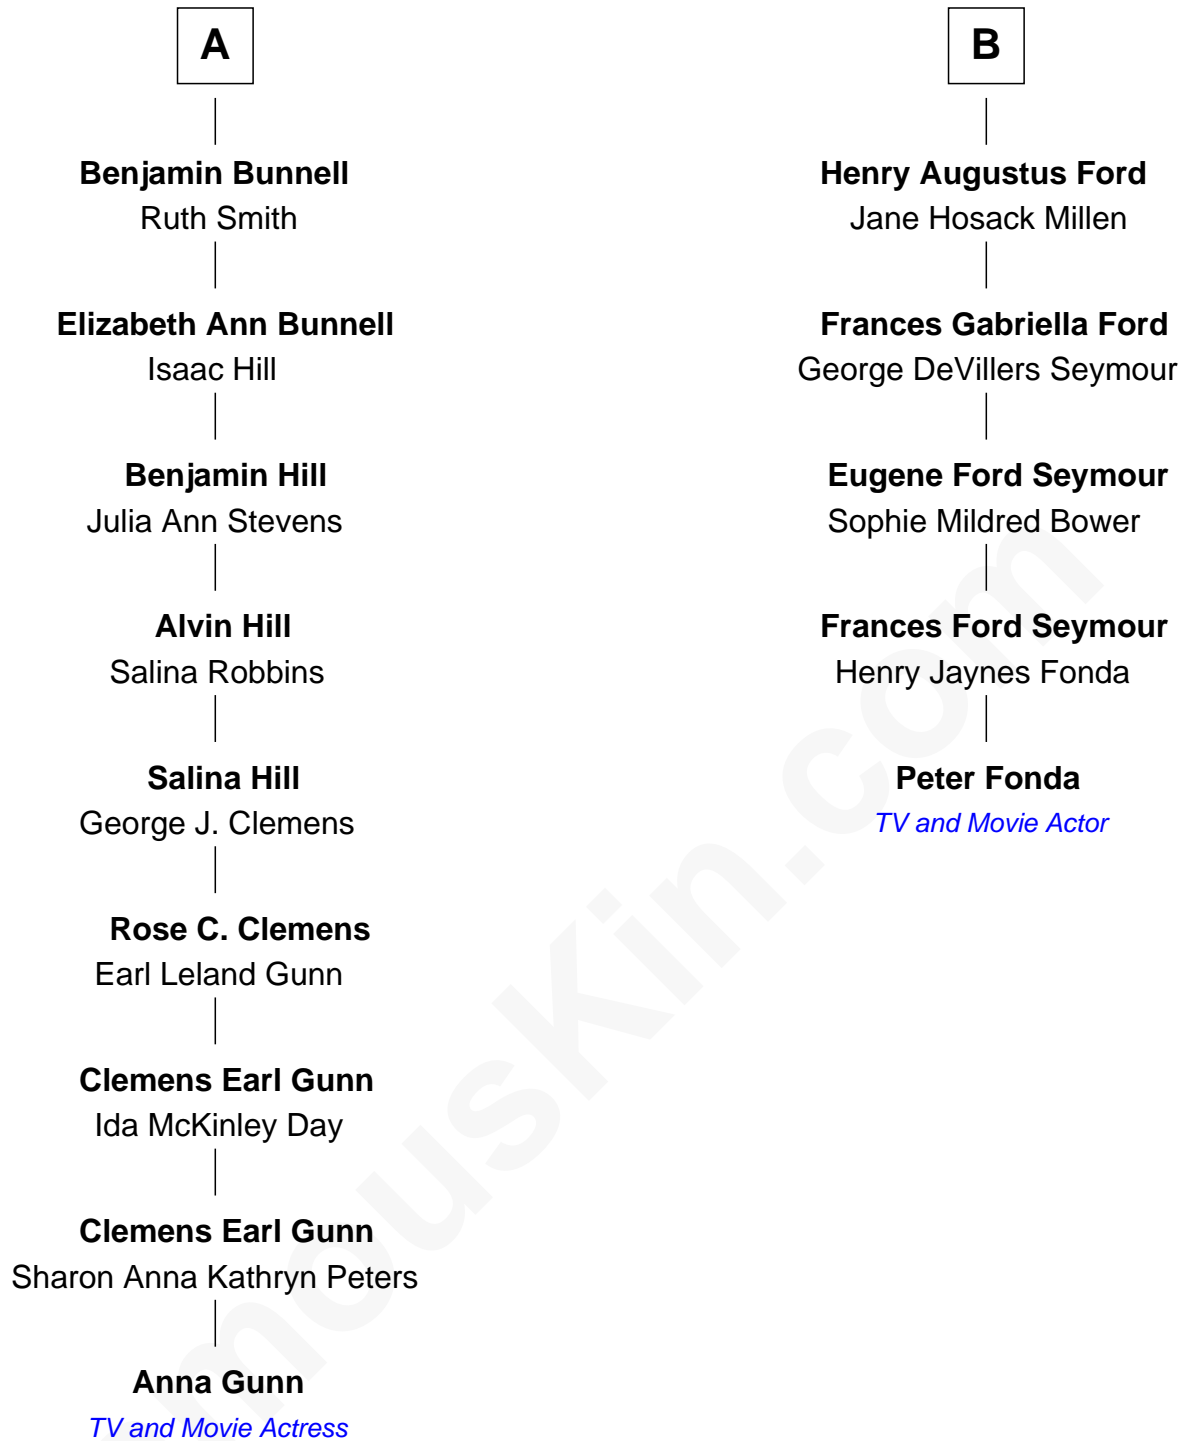 A
Benjamin Bunnell
Ruth Smith
Elizabeth Ann Bunnell
Isaac Hill
Benjamin Hill
Julia Ann Stevens
Alvin Hill
Salina Robbins
Salina Hill
George J. Clemens
Rose C. Clemens
Earl Leland Gunn
Clemens Earl Gunn
Ida McKinley Day
Clemens Earl Gunn
Sharon Anna Kathryn Peters
Anna Gunn
TV and Movie Actress
B
Henry Augustus Ford
Jane Hosack Millen
Frances Gabriella Ford
George DeVillers Seymour
Eugene Ford Seymour
Sophie Mildred Bower
Frances Ford Seymour
Henry Jaynes Fonda
Peter Fonda
TV and Movie Actor
mousKin.com